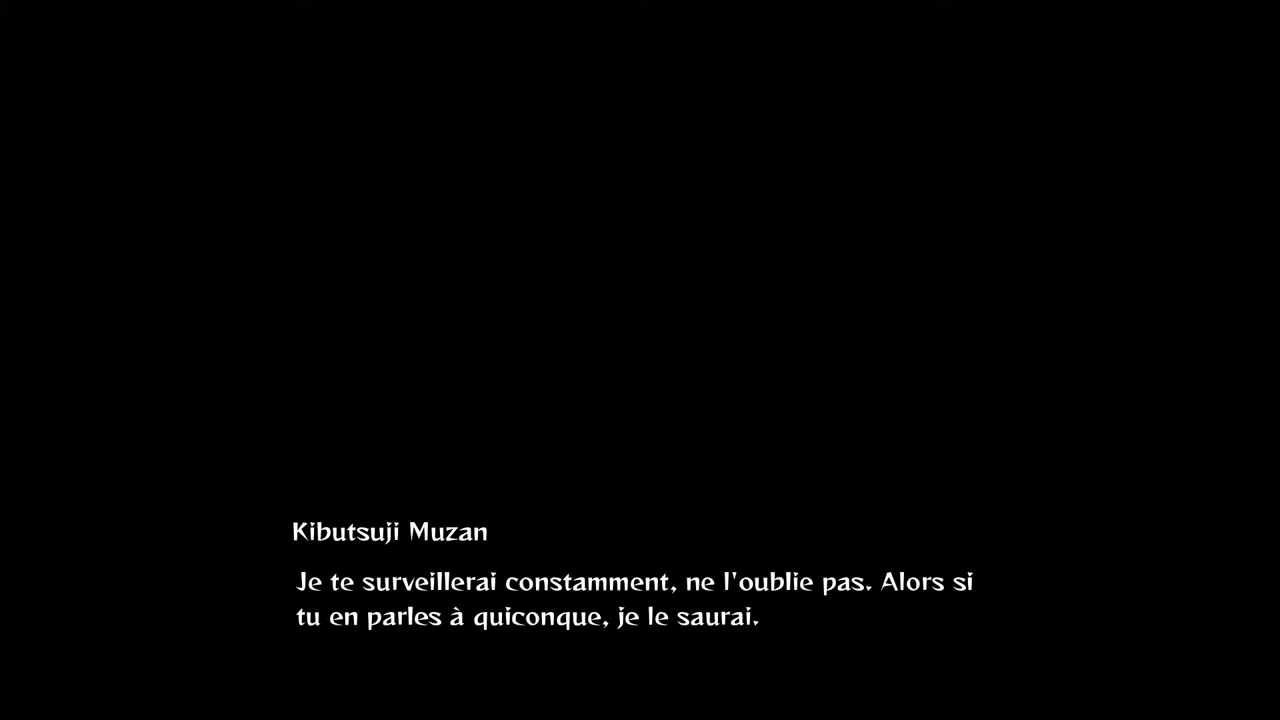 Kibutsuji Muzan
Je te surveillerai constamment, ne l'oublie pas. Alors si
tu en parles à quiconque, je le saurai.